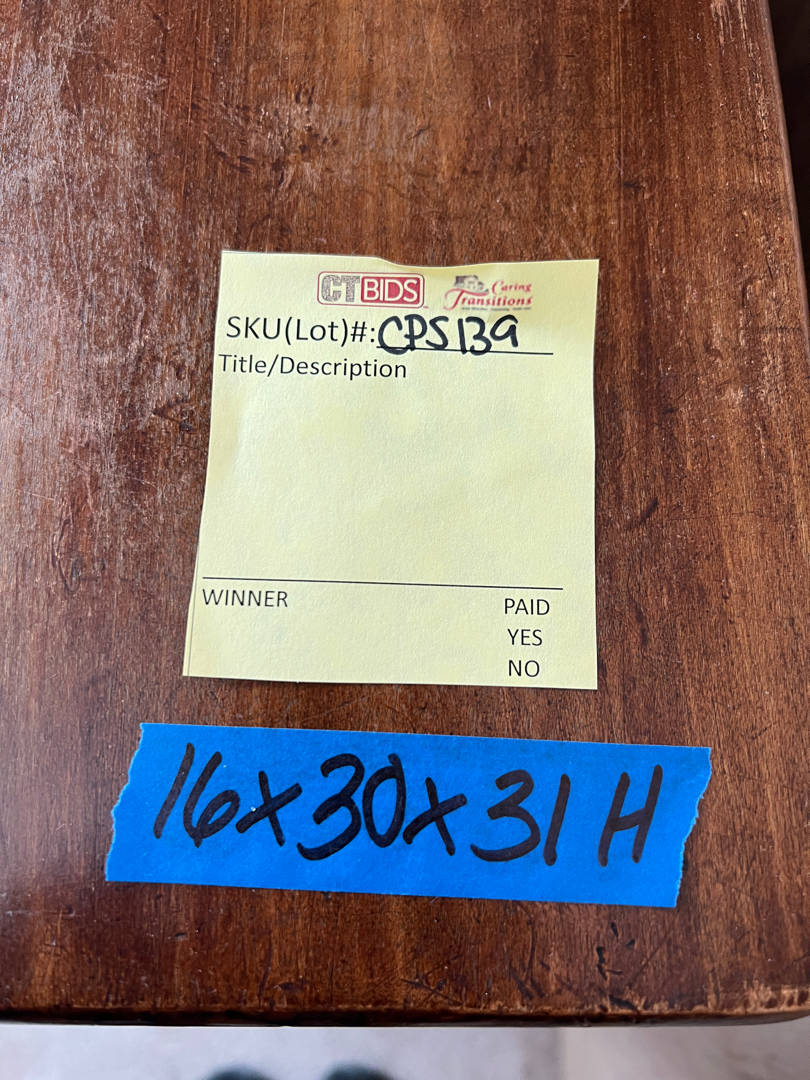 CTBIDS
Caring
Transitions
SKU(Lot)#: CPS139
Title/Description
WINNER
PAID
YES
NO
16x30x31 H